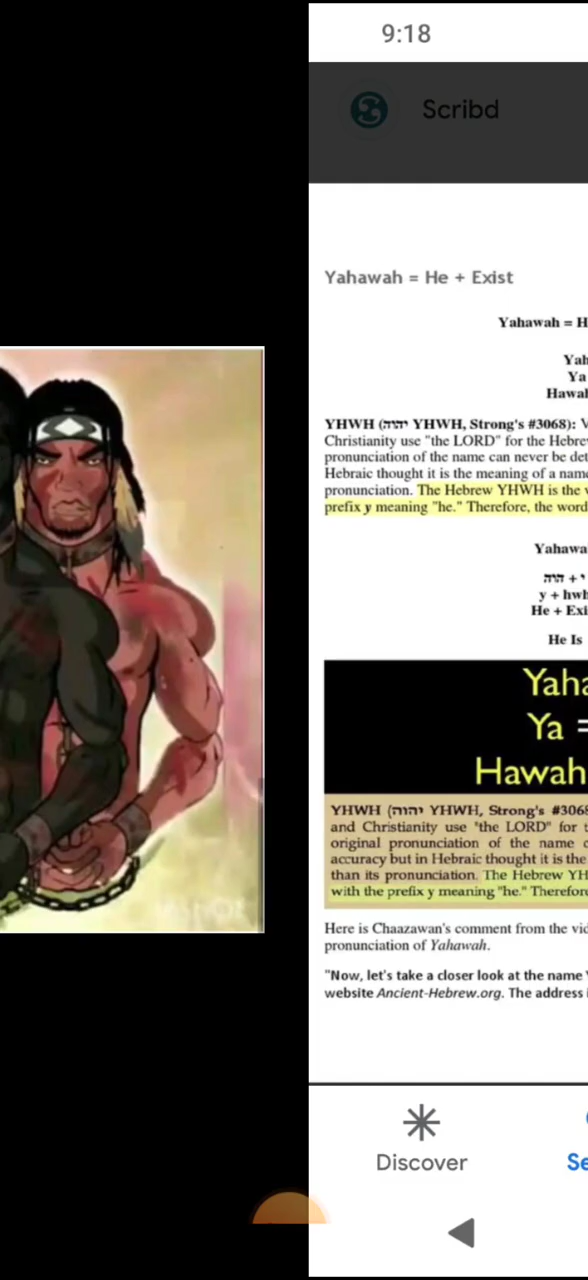 9:18
Scribd
Yahawah = He + Exist
Yahawah = H
Yah
Ya
Hawah
YHWH (יהוה YHWH, Strong's #3068): V
Christianity use "the LORD" for the Hebre
pronunciation of the name can never be det
Hebraic thought it is the meaning of a name
pronunciation. The Hebrew YHWH is the v
prefix y meaning "he." Therefore, the word
Yahawa
י + הוה
y + hwh
He + Exi
He Is
Yaha
Ya =
Hawah
YHWH (יהוה YHWH, Strong's #3068
and Christianity use "the LORD" for t
original pronunciation of the name c
accuracy but in Hebraic thought it is the
than its pronunciation. The Hebrew YH
with the prefix y meaning "he." Therefore
Here is Chaazawan's comment from the vid
pronunciation of Yahawah.
"Now, let's take a closer look at the name Y
website Ancient-Hebrew.org. The address i
Discover
Se